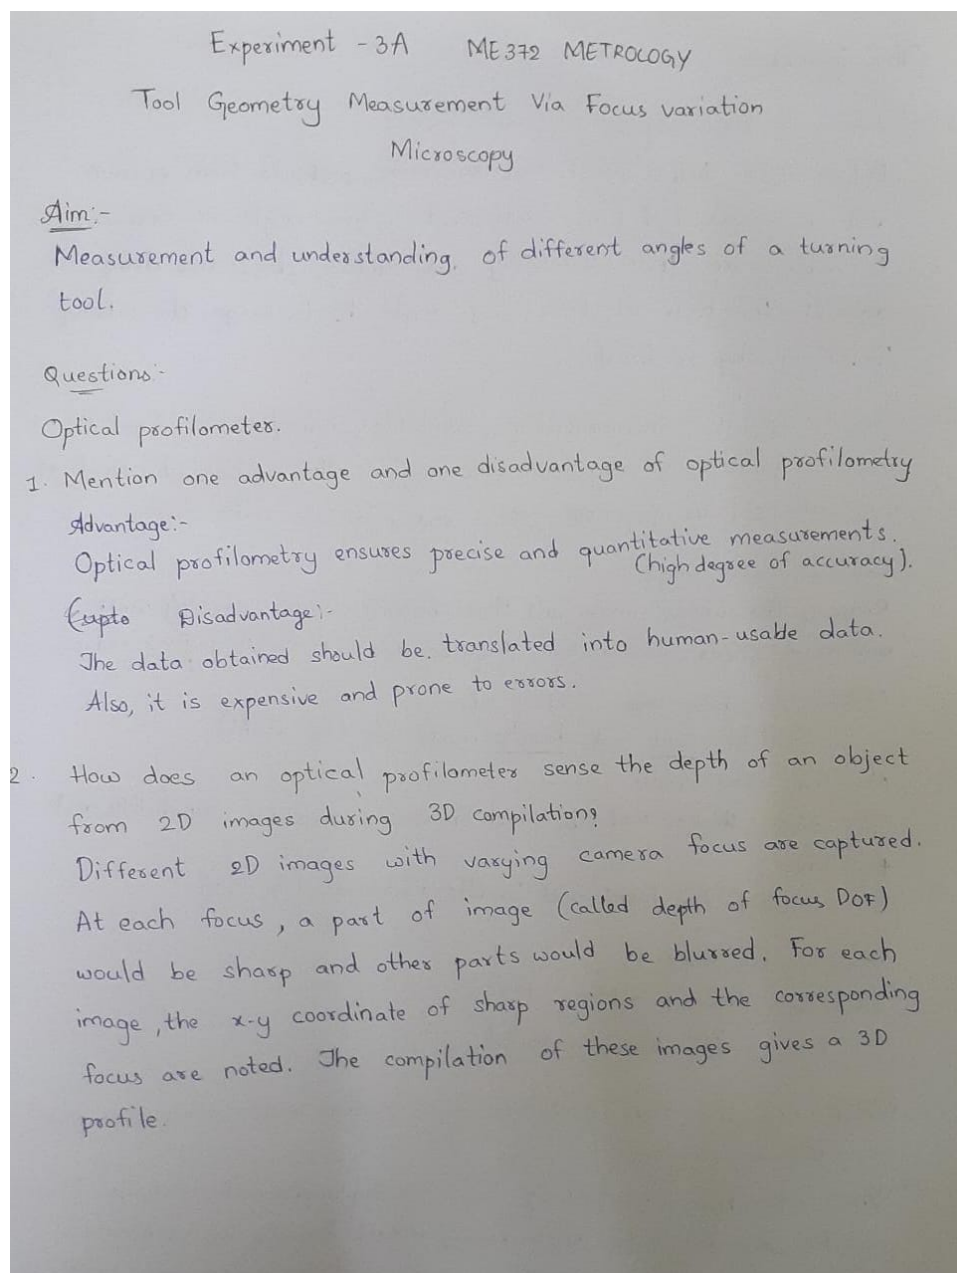 Experiment - 3A ME 372 METROLOGY
Tool Geometry Measurement Via Focus variation
Microscopy
Aim:-
Measurement and understanding of different angles of a turning
tool.
Questions:-
Optical profilometer.
1. Mention one advantage and one disadvantage of optical profilometry
Advantage:-
Optical profilometry ensures precise and quantitative measurements.
(high degree of accuracy).
(upto Disadvantage:-
The data obtained should be translated into human-usable data.
Also, it is expensive and prone to errors.
2. How does an optical profilometer sense the depth of an object
from 2D images during 3D compilation?
Different 2D images with varying camera focus are captured.
At each focus, a part of image (called depth of focus DOF)
would be sharp and other parts would be blurred. For each
image, the x-y coordinate of sharp regions and the corresponding
focus are noted. The compilation of these images gives a 3D
profile.